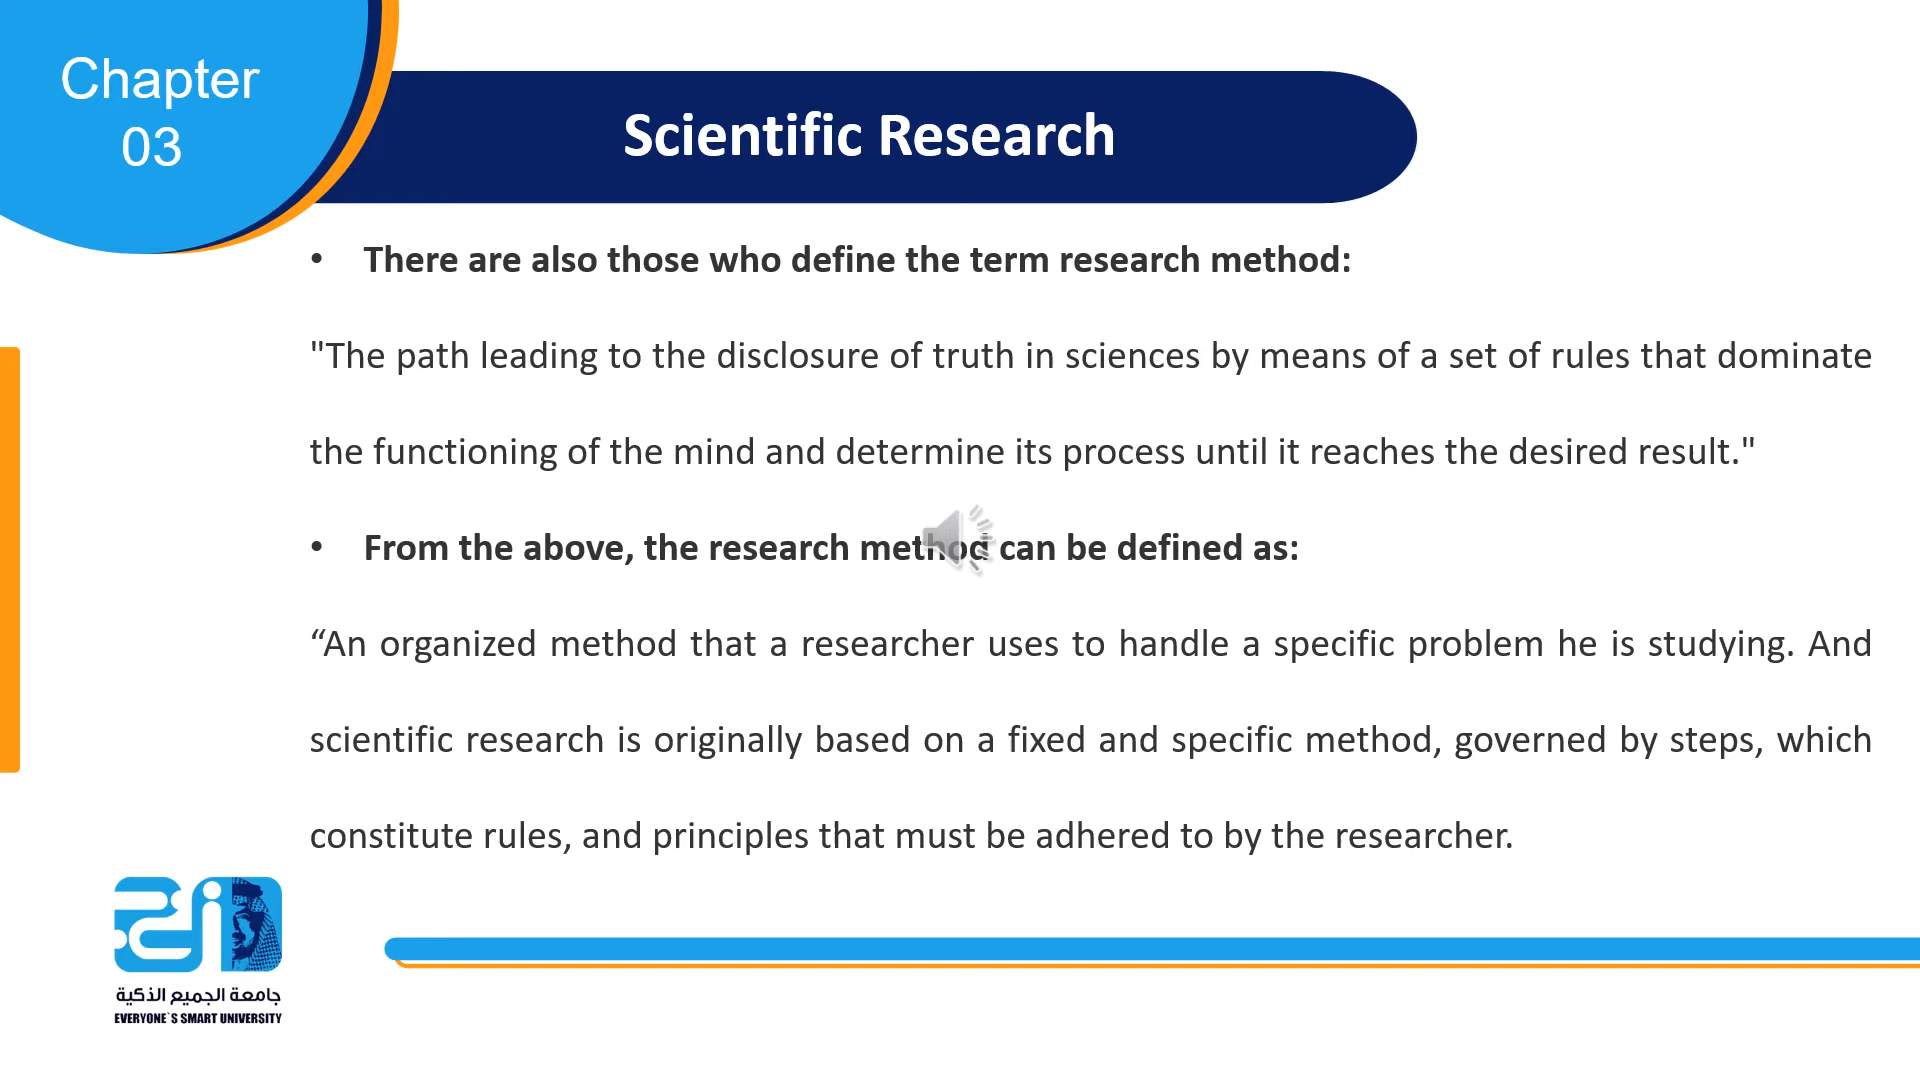 Chapter
03
Scientific Research
• There are also those who define the term research method:
"The path leading to the disclosure of truth in sciences by means of a set of rules that dominate
the functioning of the mind and determine its process until it reaches the desired result."
• From the above, the research method can be defined as:
“An organized method that a researcher uses to handle a specific problem he is studying. And
scientific research is originally based on a fixed and specific method, governed by steps, which
constitute rules, and principles that must be adhered to by the researcher.
جامعة الجميع الذكية
EVERYONE`S SMART UNIVERSITY